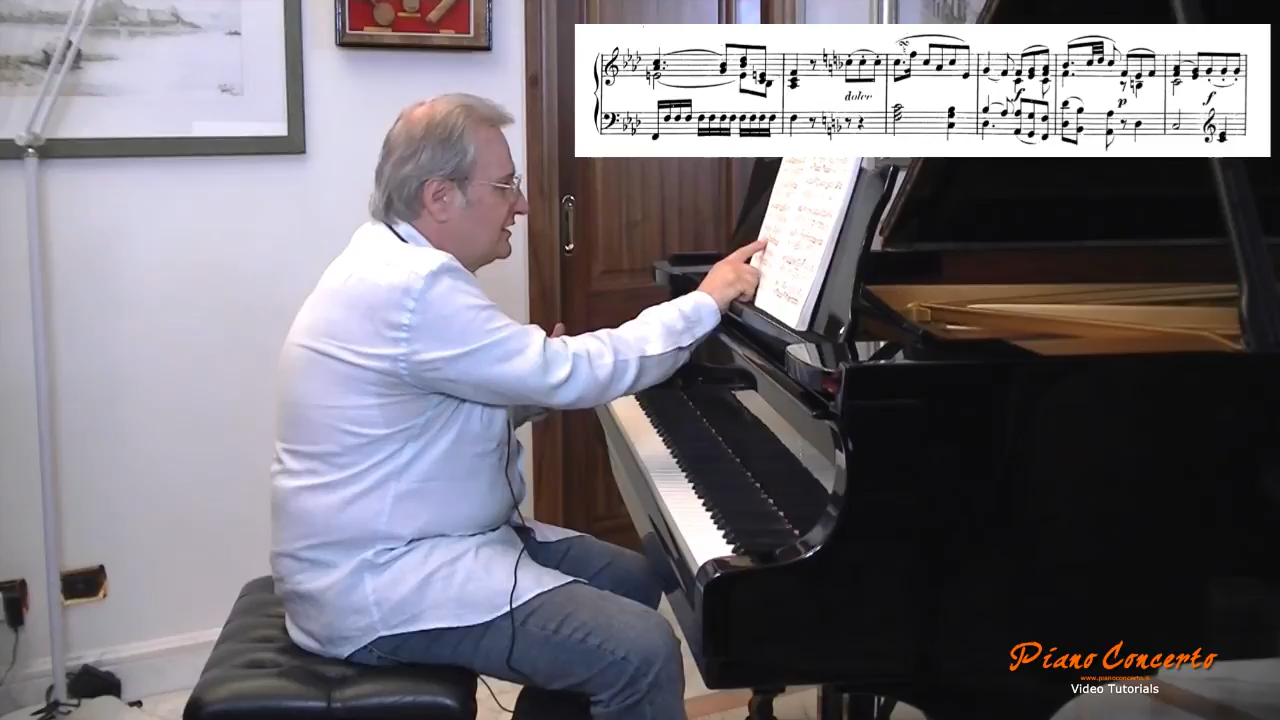 dolce
f
p
f
Piano Concerto
www.pianoconcerto.it
Video Tutorials